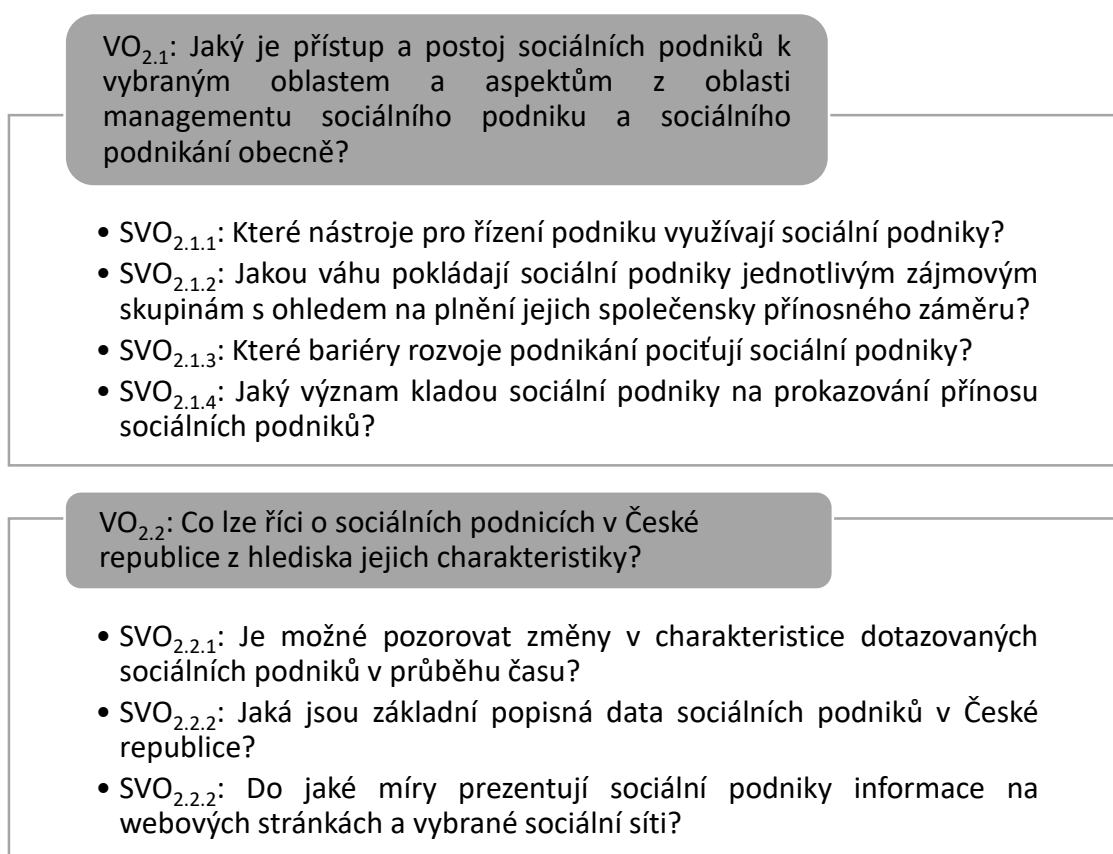 VO2.1: Jaký je přístup a postoj sociálních podniků k
vybraným oblastem a aspektům z oblasti
managementu sociálního podniku a sociálního
podnikání obecně?
• SVO2.1.1: Které nástroje pro řízení podniku využívají sociální podniky?
• SVO2.1.2: Jakou váhu pokládají sociální podniky jednotlivým zájmovým
skupinám s ohledem na plnění jejich společensky přínosného záměru?
• SVO2.1.3: Které bariéry rozvoje podnikání pociťují sociální podniky?
• SVO2.1.4: Jaký význam kladou sociální podniky na prokazování přínosu
sociálních podniků?
VO2.2: Co lze říci o sociálních podnicích v České
republice z hlediska jejich charakteristiky?
• SVO2.2.1: Je možné pozorovat změny v charakteristice dotazovaných
sociálních podniků v průběhu času?
• SVO2.2.2: Jaká jsou základní popisná data sociálních podniků v České
republice?
• SVO2.2.2: Do jaké míry prezentují sociální podniky informace na
webových stránkách a vybrané sociální síti?